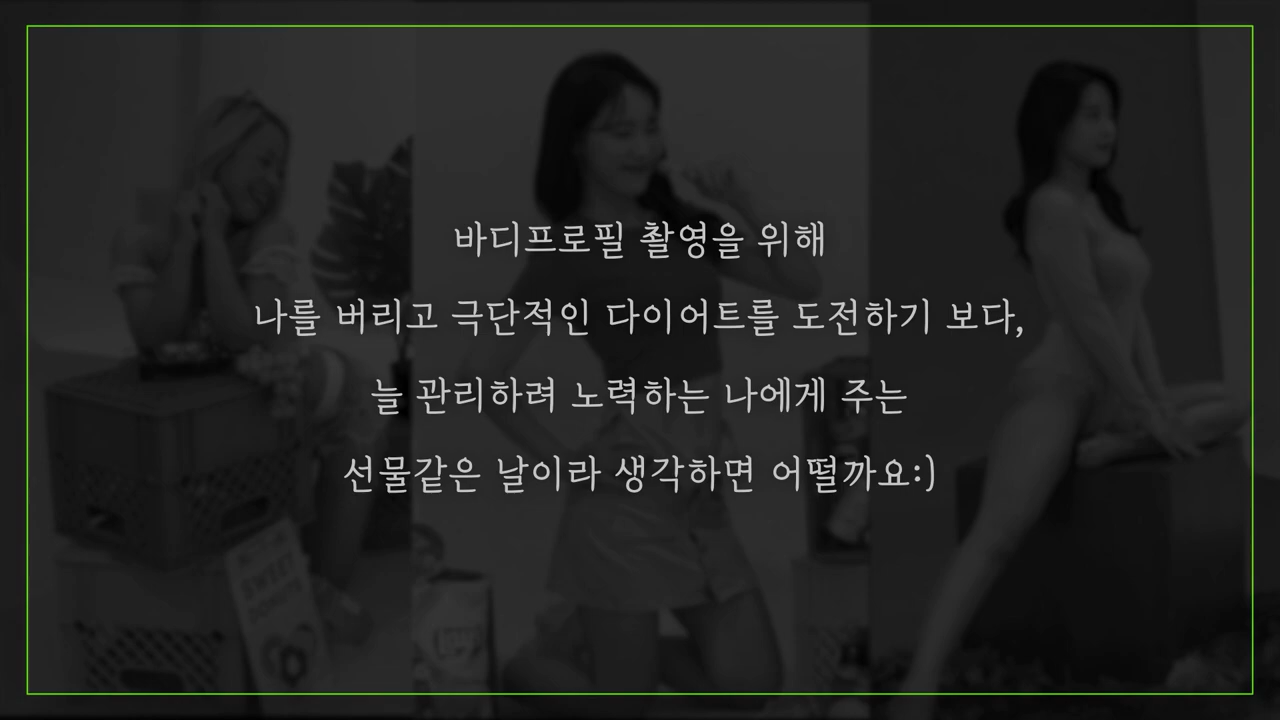 바디프로필 촬영을 위해
나를 버리고 극단적인 다이어트를 도전하기 보다,
늘 관리하려 노력하는 나에게 주는
선물같은 날이라 생각하면 어떨까요:)
SWEET